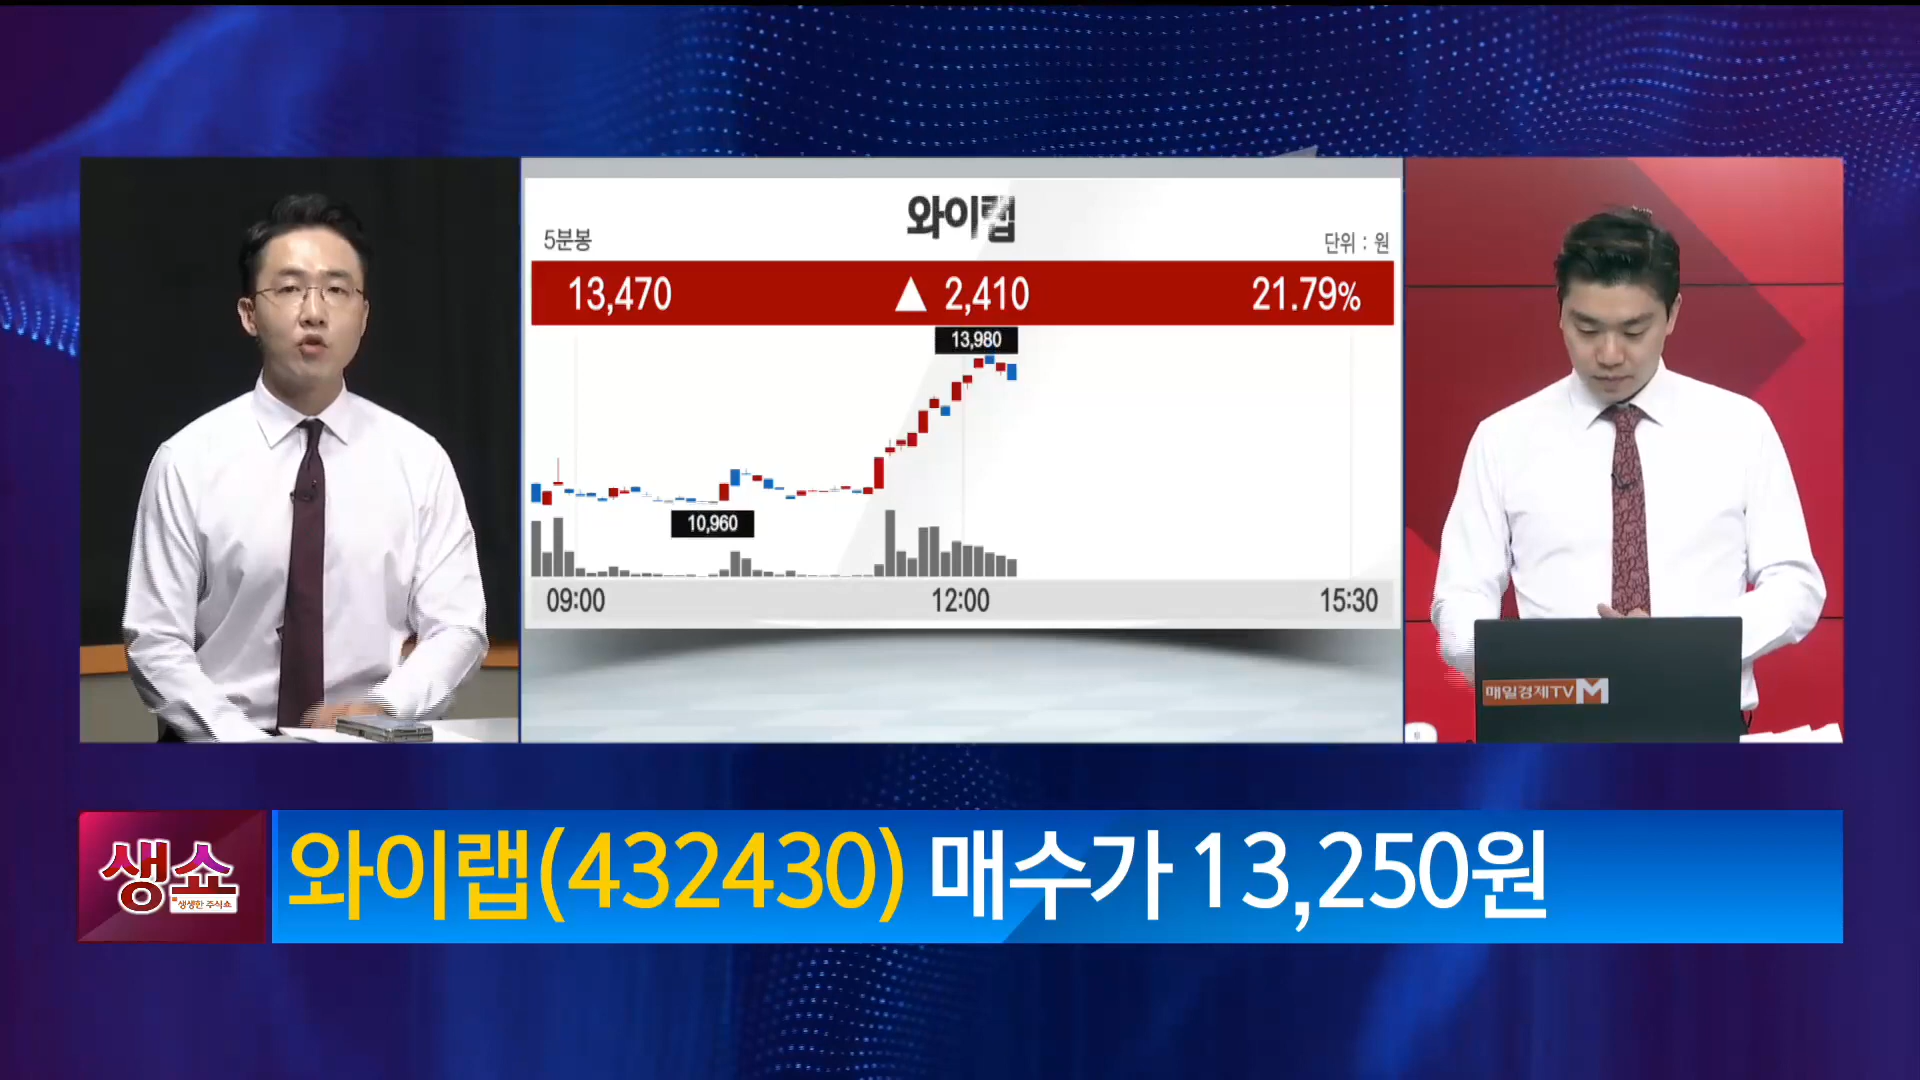 와이랩
5분봉
단위 : 원
13,470 ▲ 2,410 21.79%
13,980
10,960
09:00 12:00 15:30
매일경제TV M
생쇼
생생한 주식쇼
와이랩(432430) 매수가 13,250원